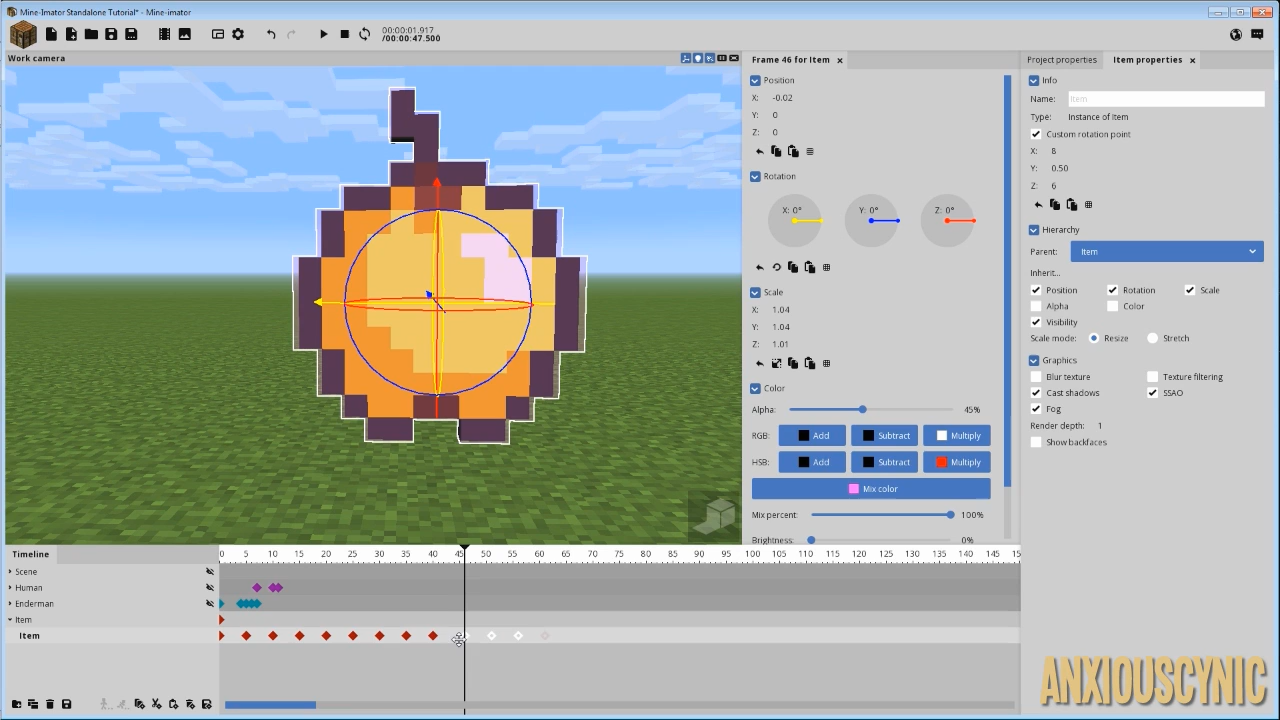 Mine-Imator Standalone Tutorial* - Mine-imator
00:00:01.917
/00:00:47.500
Work camera
Frame 46 for Item
Position
X: -0.02
Y: 0
Z: 0
Rotation
X: 0° Y: 0° Z: 0°
Scale
X: 1.04
Y: 1.04
Z: 1.01
Color
Alpha: 45%
RGB: Add Subtract Multiply
HSB: Add Subtract Multiply
Mix color
Mix percent: 100%
Brightness: 0%
Project properties Item properties
Info
Name: Item
Type: Instance of Item
Custom rotation point
X: 8
Y: 0.50
Z: 6
Hierarchy
Parent: Item
Inherit...
Position Rotation Scale
Alpha Color
Visibility
Scale mode: Resize Stretch
Graphics
Blur texture Texture filtering
Cast shadows SSAO
Fog
Render depth: 1
Show backfaces
Timeline
0 5 10 15 20 25 30 35 40 45 50 55 60 65 70 75 80 85 90 95 100 105 110 115 120 125 130 135 140 145 15
Scene
Human
Enderman
Item
Item
ANXIOUSCYNIC